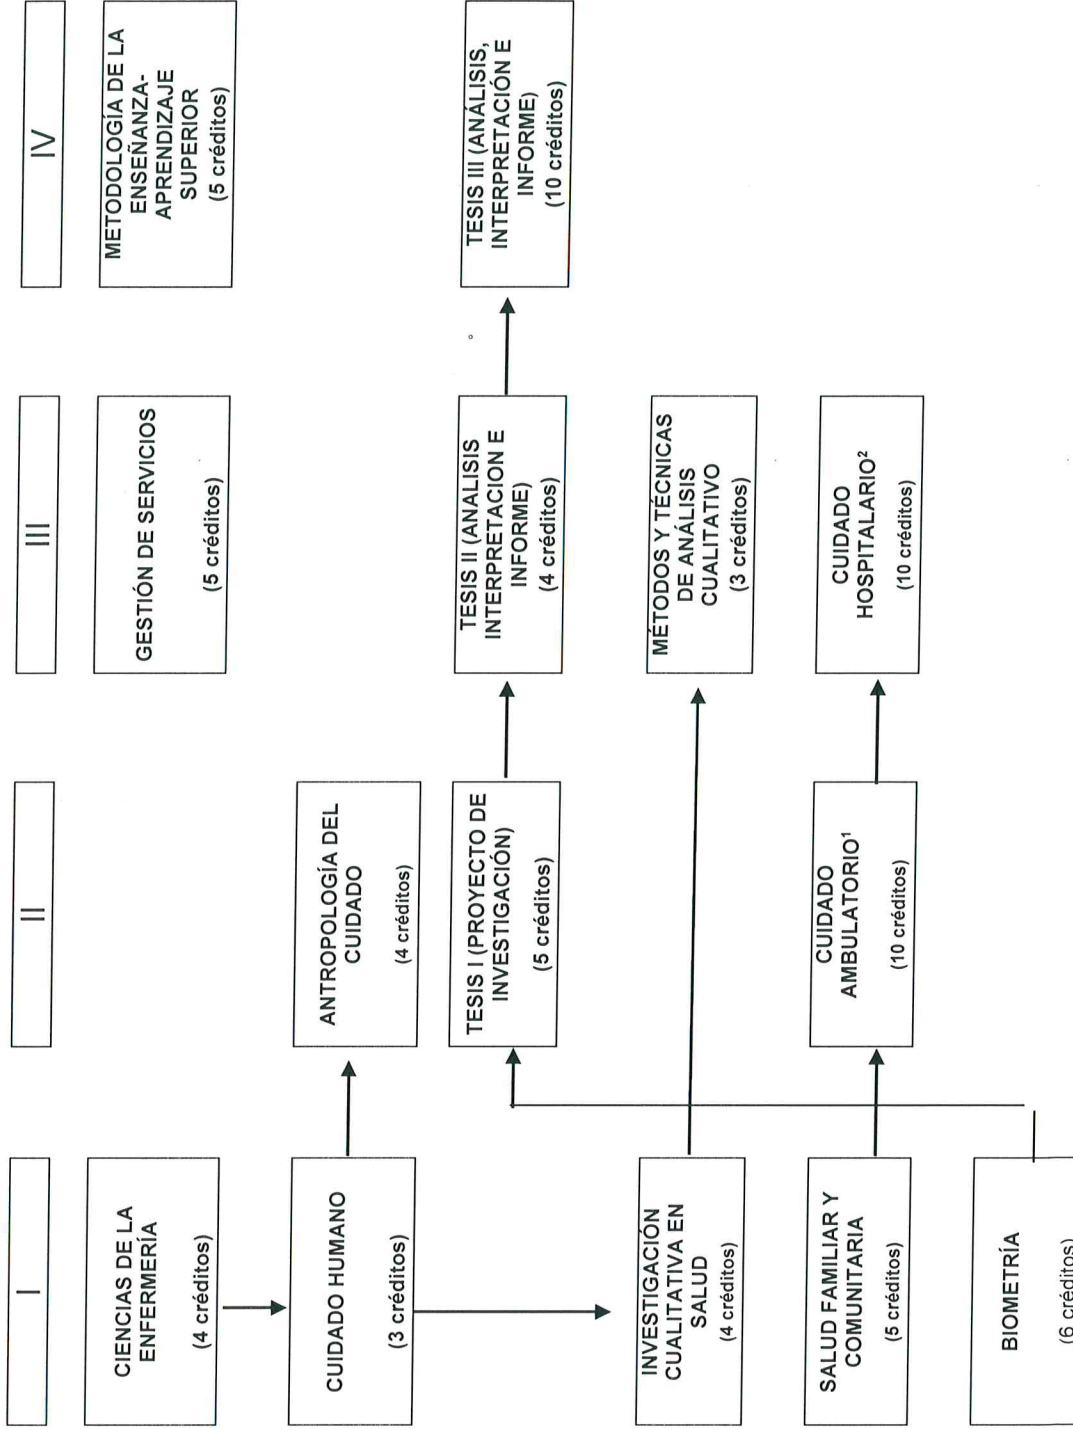 I
II
III
IV
CIENCIAS DE LA
ENFERMERÍA
(4 créditos)
GESTIÓN DE SERVICIOS
(5 créditos)
METODOLOGÍA DE LA
ENSEÑANZA-
APRENDIZAJE
SUPERIOR
(5 créditos)
CUIDADO HUMANO
(3 créditos)
ANTROPOLOGÍA DEL
CUIDADO
(4 créditos)
TESIS I (PROYECTO DE
INVESTIGACIÓN)
(5 créditos)
TESIS II (ANALISIS
INTERPRETACION E
INFORME)
(4 créditos)
TESIS III (ANÁLISIS,
INTERPRETACIÓN E
INFORME)
(10 créditos)
INVESTIGACIÓN
CUALITATIVA EN
SALUD
(4 créditos)
MÉTODOS Y TÉCNICAS
DE ANÁLISIS
CUALITATIVO
(3 créditos)
SALUD FAMILIAR Y
COMUNITARIA
(5 créditos)
CUIDADO
AMBULATORIO¹
(10 créditos)
CUIDADO
HOSPITALARIO²
(10 créditos)
BIOMETRÍA
(6 créditos)